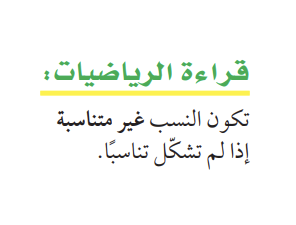 قراءة الرياضيات:
تكون النسب غير متناسبة
إذا لم تشكّل تناسبًا.